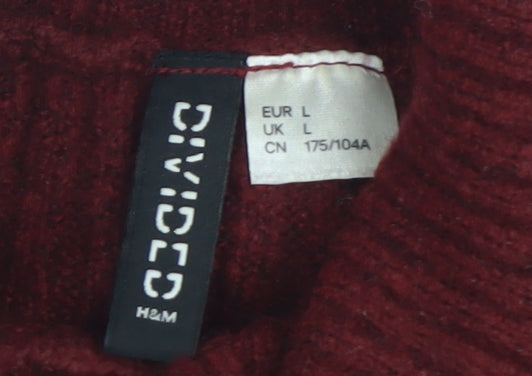 DIVIDED
H&M
EUR L
UK L
CN 175/104A